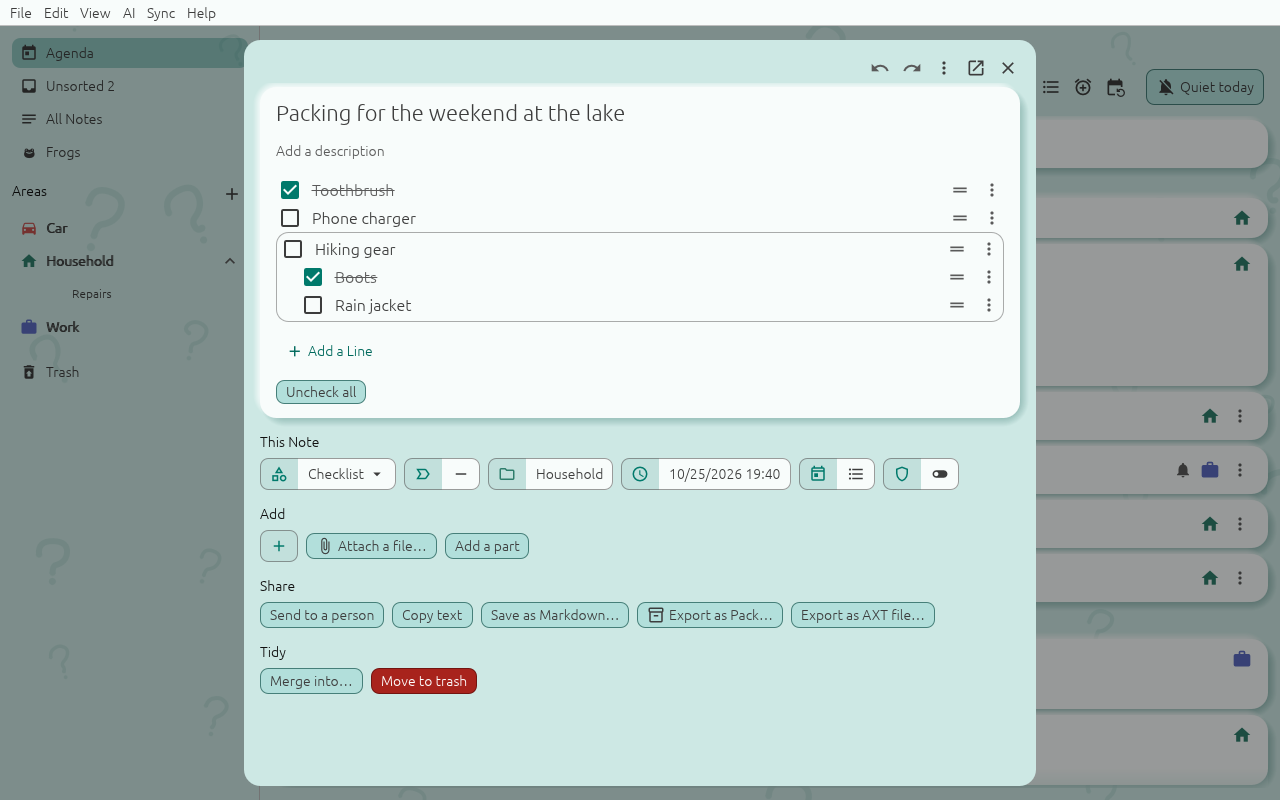 File Edit View AI Sync Help
Agenda
Unsorted 2
All Notes
Frogs
Areas
Car
Household
Repairs
Work
Trash
Quiet today
Packing for the weekend at the lake
Add a description
Toothbrush
Phone charger
Hiking gear
Boots
Rain jacket
Add a Line
Uncheck all
This Note
Checklist
Household
10/25/2026 19:40
Add
Attach a file…
Add a part
Share
Send to a person
Copy text
Save as Markdown…
Export as Pack…
Export as AXT file…
Tidy
Merge into…
Move to trash